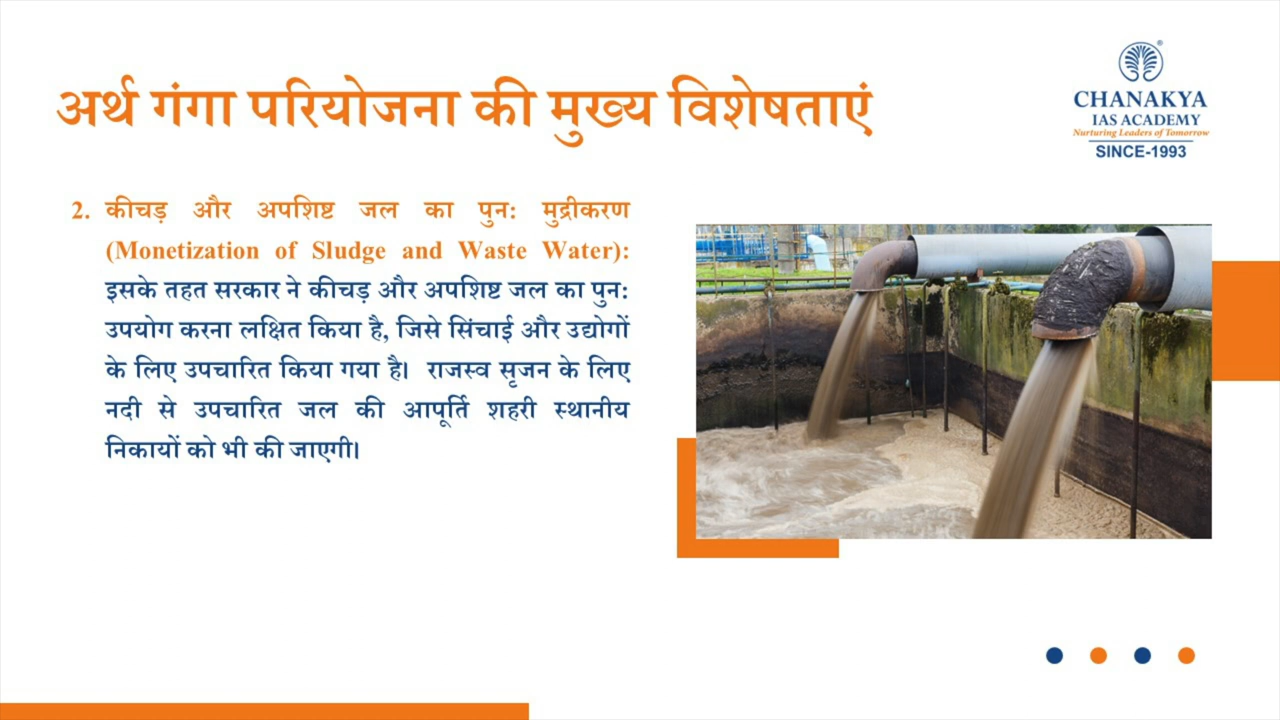 अर्थ गंगा परियोजना की मुख्य विशेषताएं
CHANAKYA
IAS ACADEMY
Nurturing Leaders of Tomorrow
SINCE-1993
2. कीचड़ और अपशिष्ट जल का पुन: मुद्रीकरण
(Monetization of Sludge and Waste Water):
इसके तहत सरकार ने कीचड़ और अपशिष्ट जल का पुन:
उपयोग करना लक्षित किया है, जिसे सिंचाई और उद्योगों
के लिए उपचारित किया गया है। राजस्व सृजन के लिए
नदी से उपचारित जल की आपूर्ति शहरी स्थानीय
निकायों को भी की जाएगी।